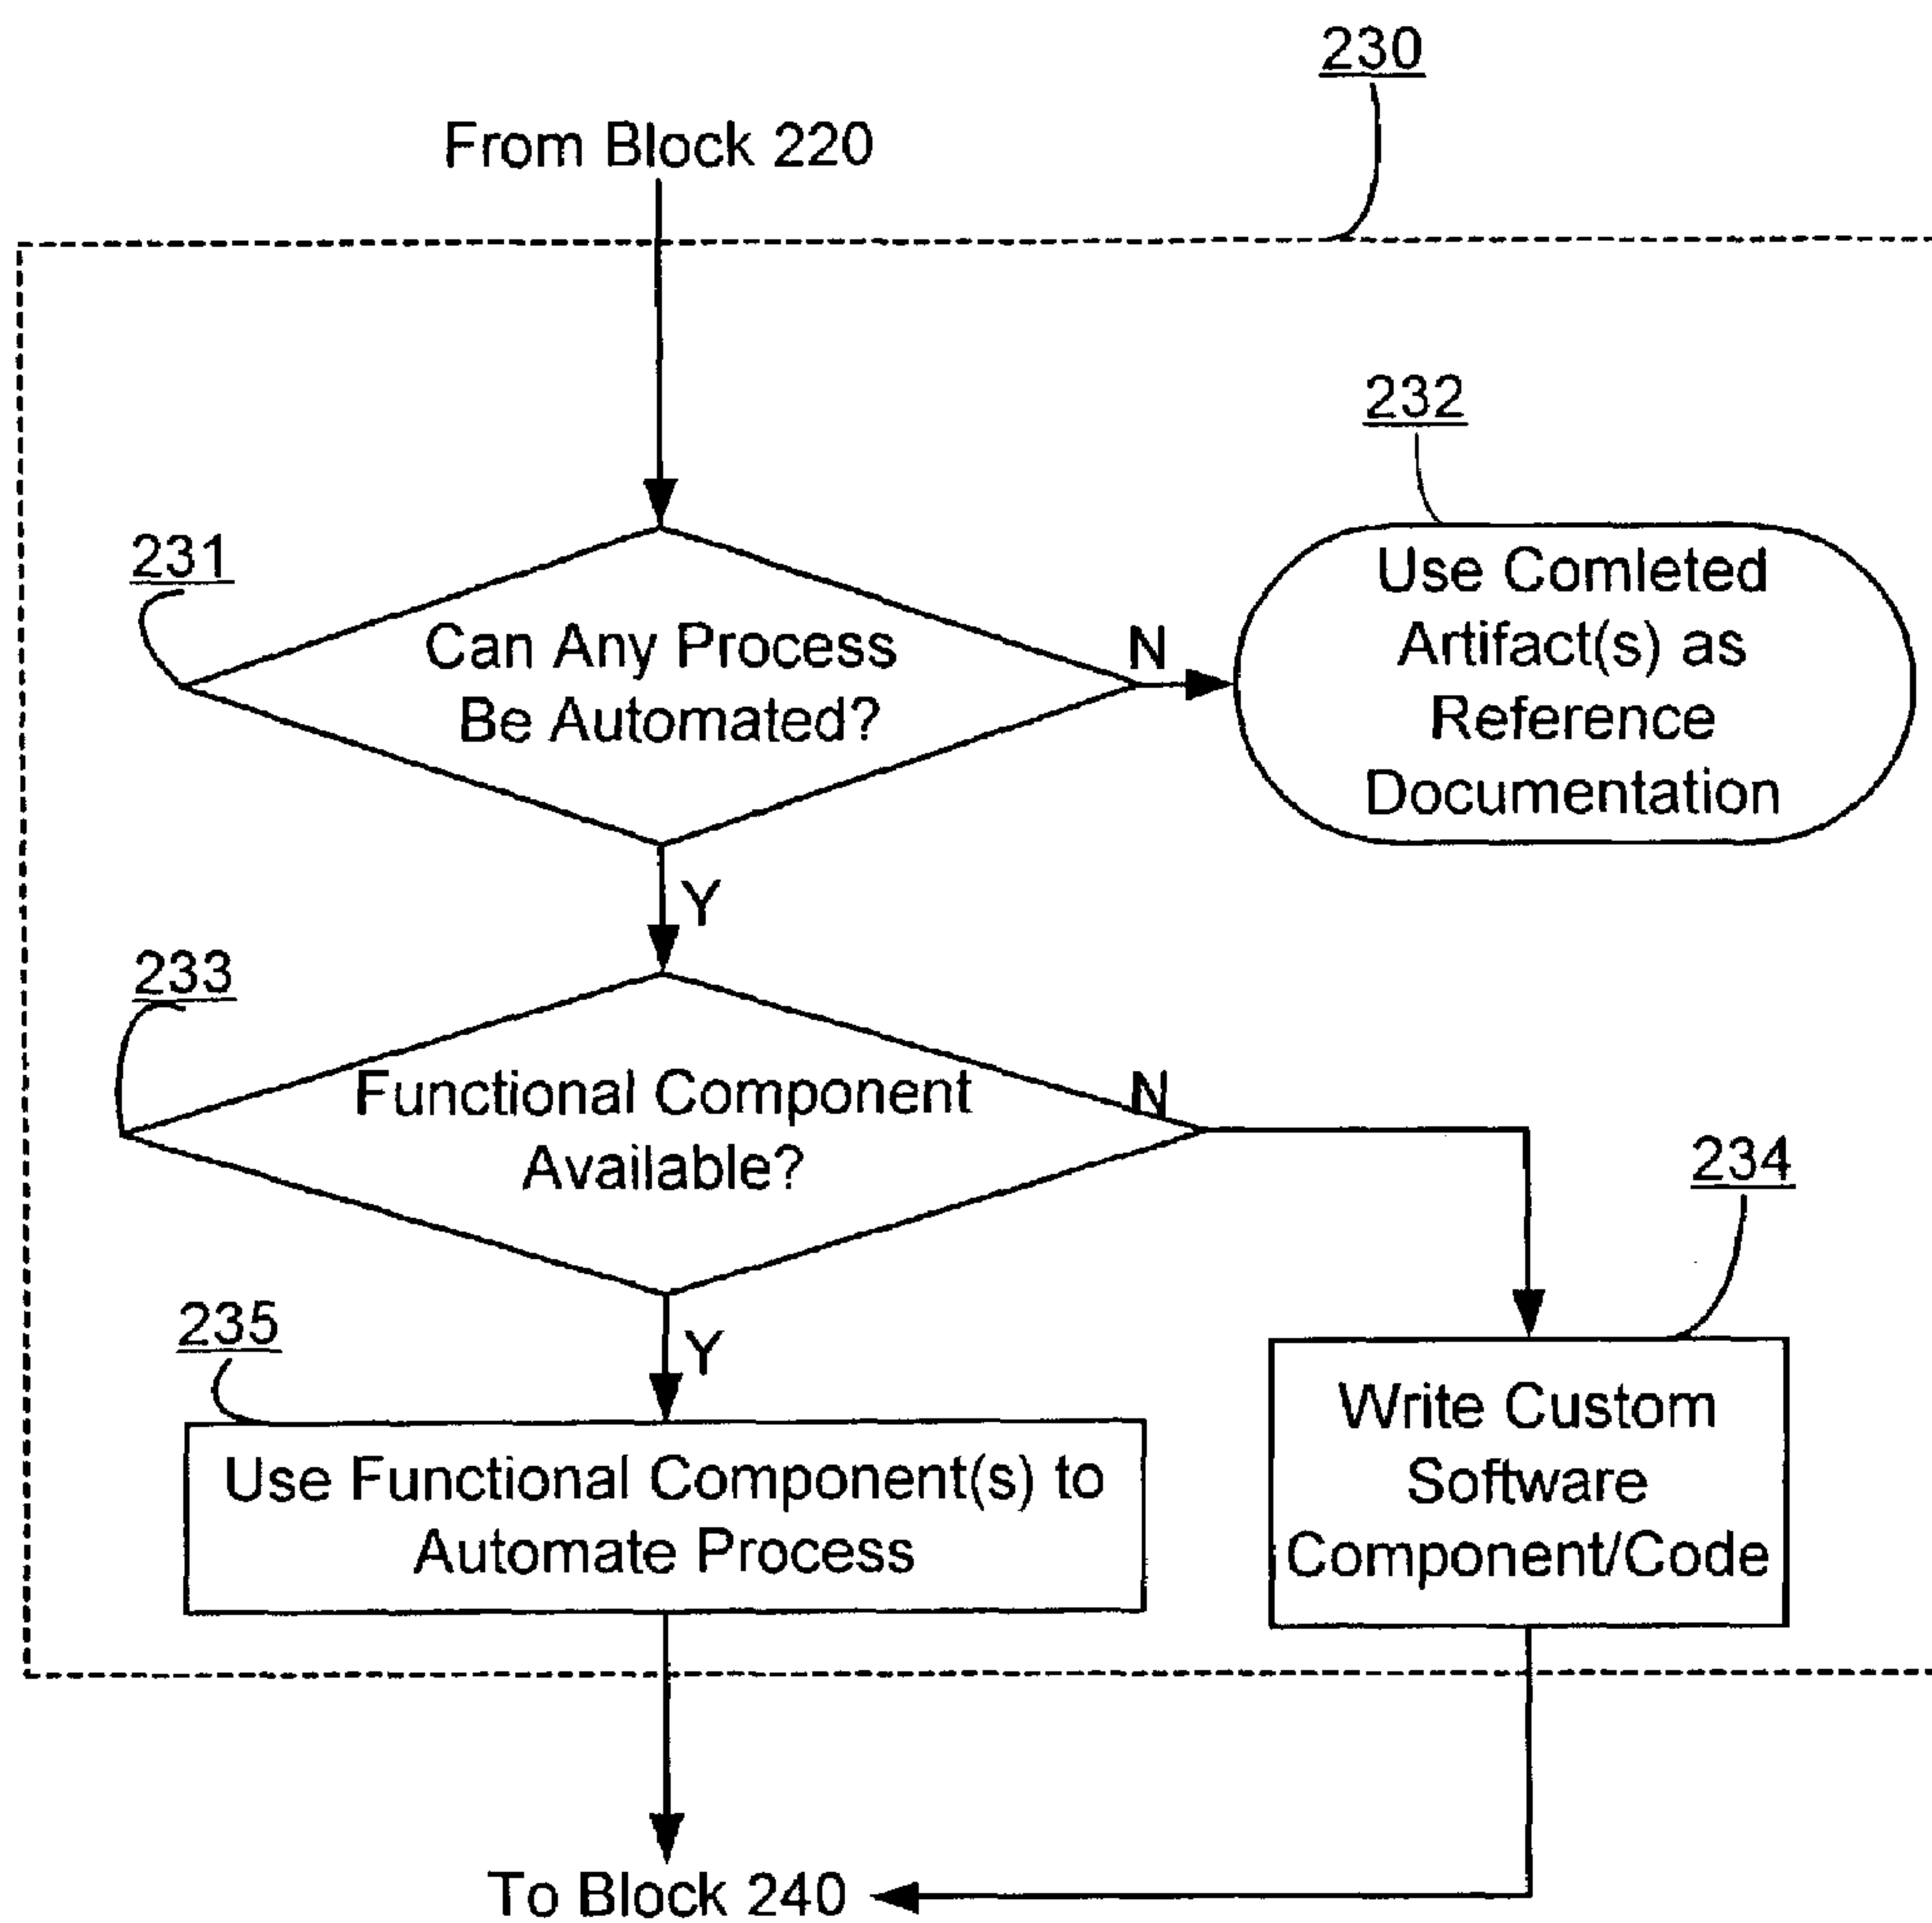 230
From Block 220
232
231
Use Comleted
Artifact(s) as
Reference
Documentation
Can Any Process
Be Automated?
N
Y
233
Functional Component
Available?
N
234
235
Y
Write Custom
Software
Component/Code
Use Functional Component(s) to
Automate Process
To Block 240